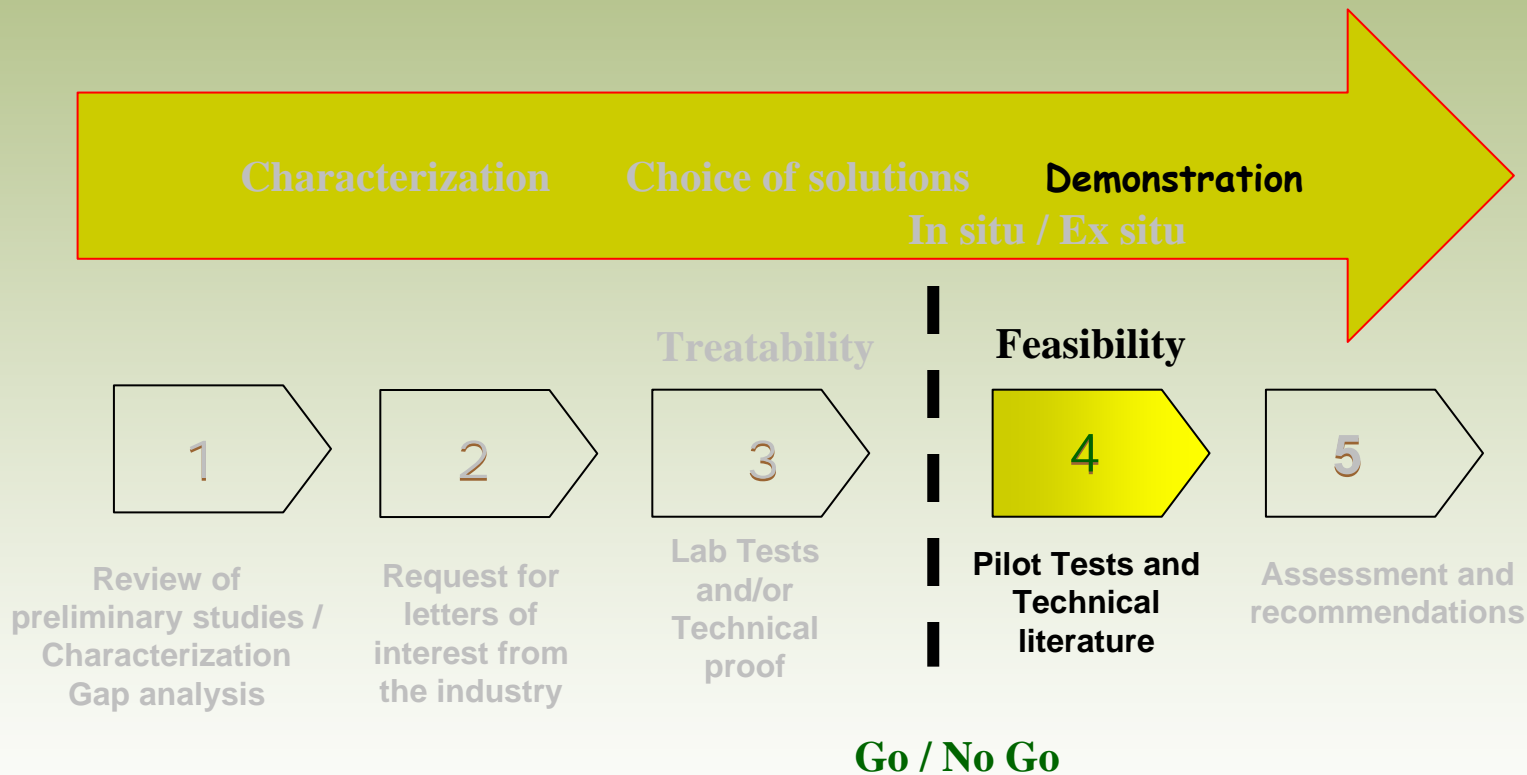 Characterization
Choice of solutions
Demonstration
In situ / Ex situ
Treatability
Feasibility
1
2
3
4
5
Review of
preliminary studies /
Characterization
Gap analysis
Request for
letters of
interest from
the industry
Lab Tests
and/or
Technical
proof
Pilot Tests and
Technical
literature
Assessment and
recommendations
Go / No Go